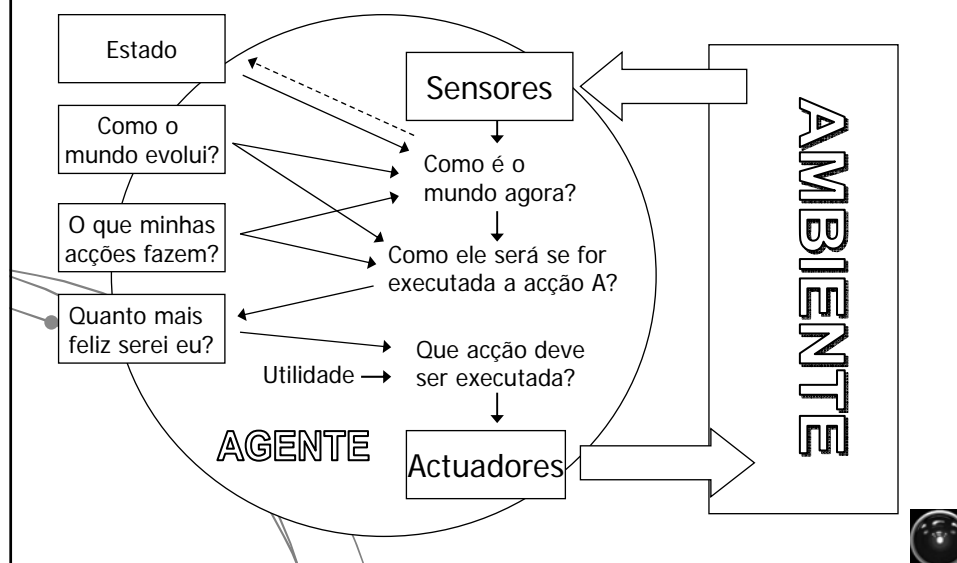 Estado
Sensores
Como o
mundo evolui?
Como é o
mundo agora?
O que minhas
acções fazem?
Como ele será se for
executada a acção A?
Quanto mais
feliz serei eu?
Que acção deve
ser executada?
Utilidade
AGENTE
Actuadores
AMBIENTE